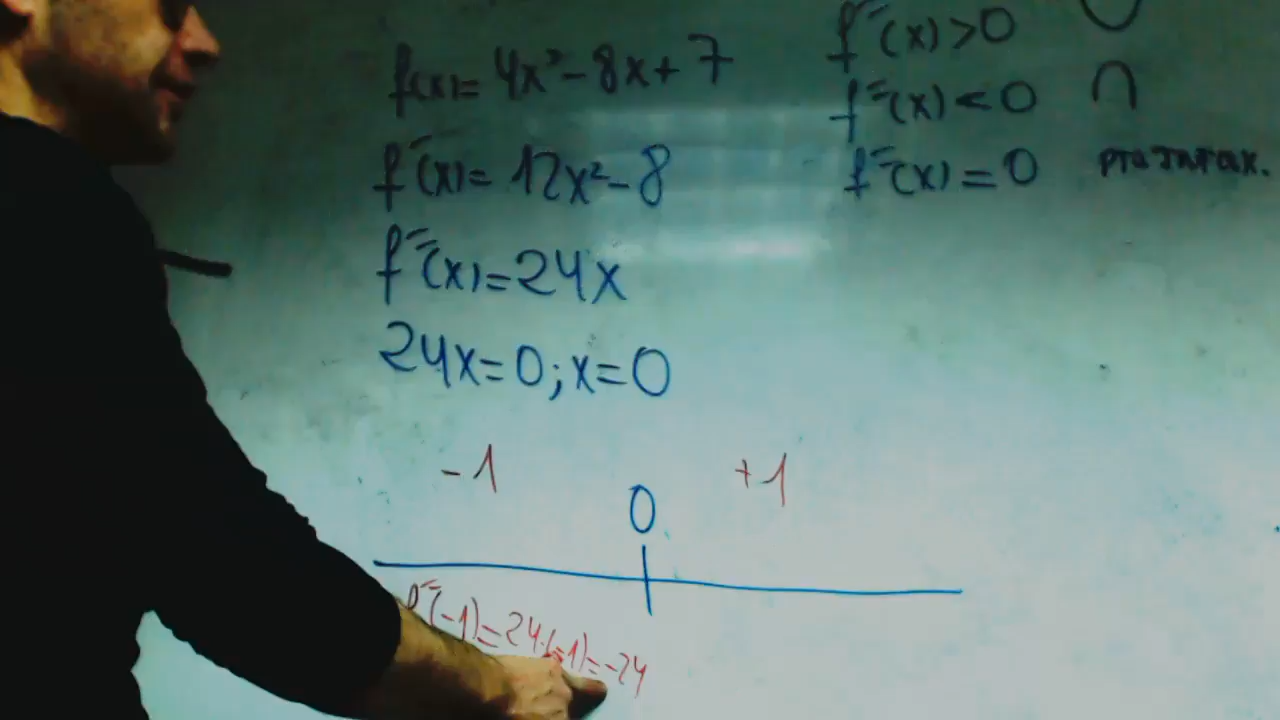 f(x)= 4x³-8x+7
f'(x)= 12x²-8
f''(x)=24x
24x=0; x=0
f''(x)>0 ∪
f''(x)<0 ∩
f''(x)=0
-1
0
+1
f''(-1)=24·(-1)=-24